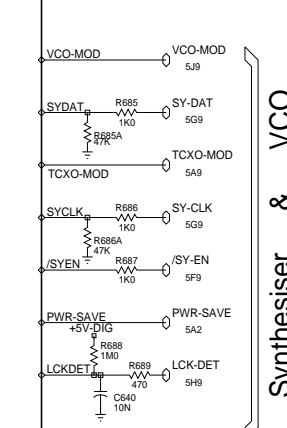 VCO-MOD VCO-MOD
5J9
SYDAT R685 SY-DAT
1K0 5G9
R685A
47K
TCXO-MOD
TCXO-MOD 5A9
SYCLK R686 SY-CLK
1K0 5G9
R686A
47K
/SYEN R687 /SY-EN
1K0 5F9
PWR-SAVE PWR-SAVE
+5V-DIG 5A2
R688
1M0
LCKDET R689 LCK-DET
470 5H9
C640
10N
Synthesiser & VCO